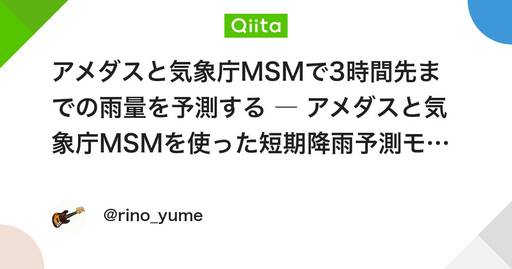 Qiita
アメダスと気象庁MSMで3時間先ま
での雨量を予測する ― アメダスと気
象庁MSMを使った短期降雨予測モ…
@rino_yume